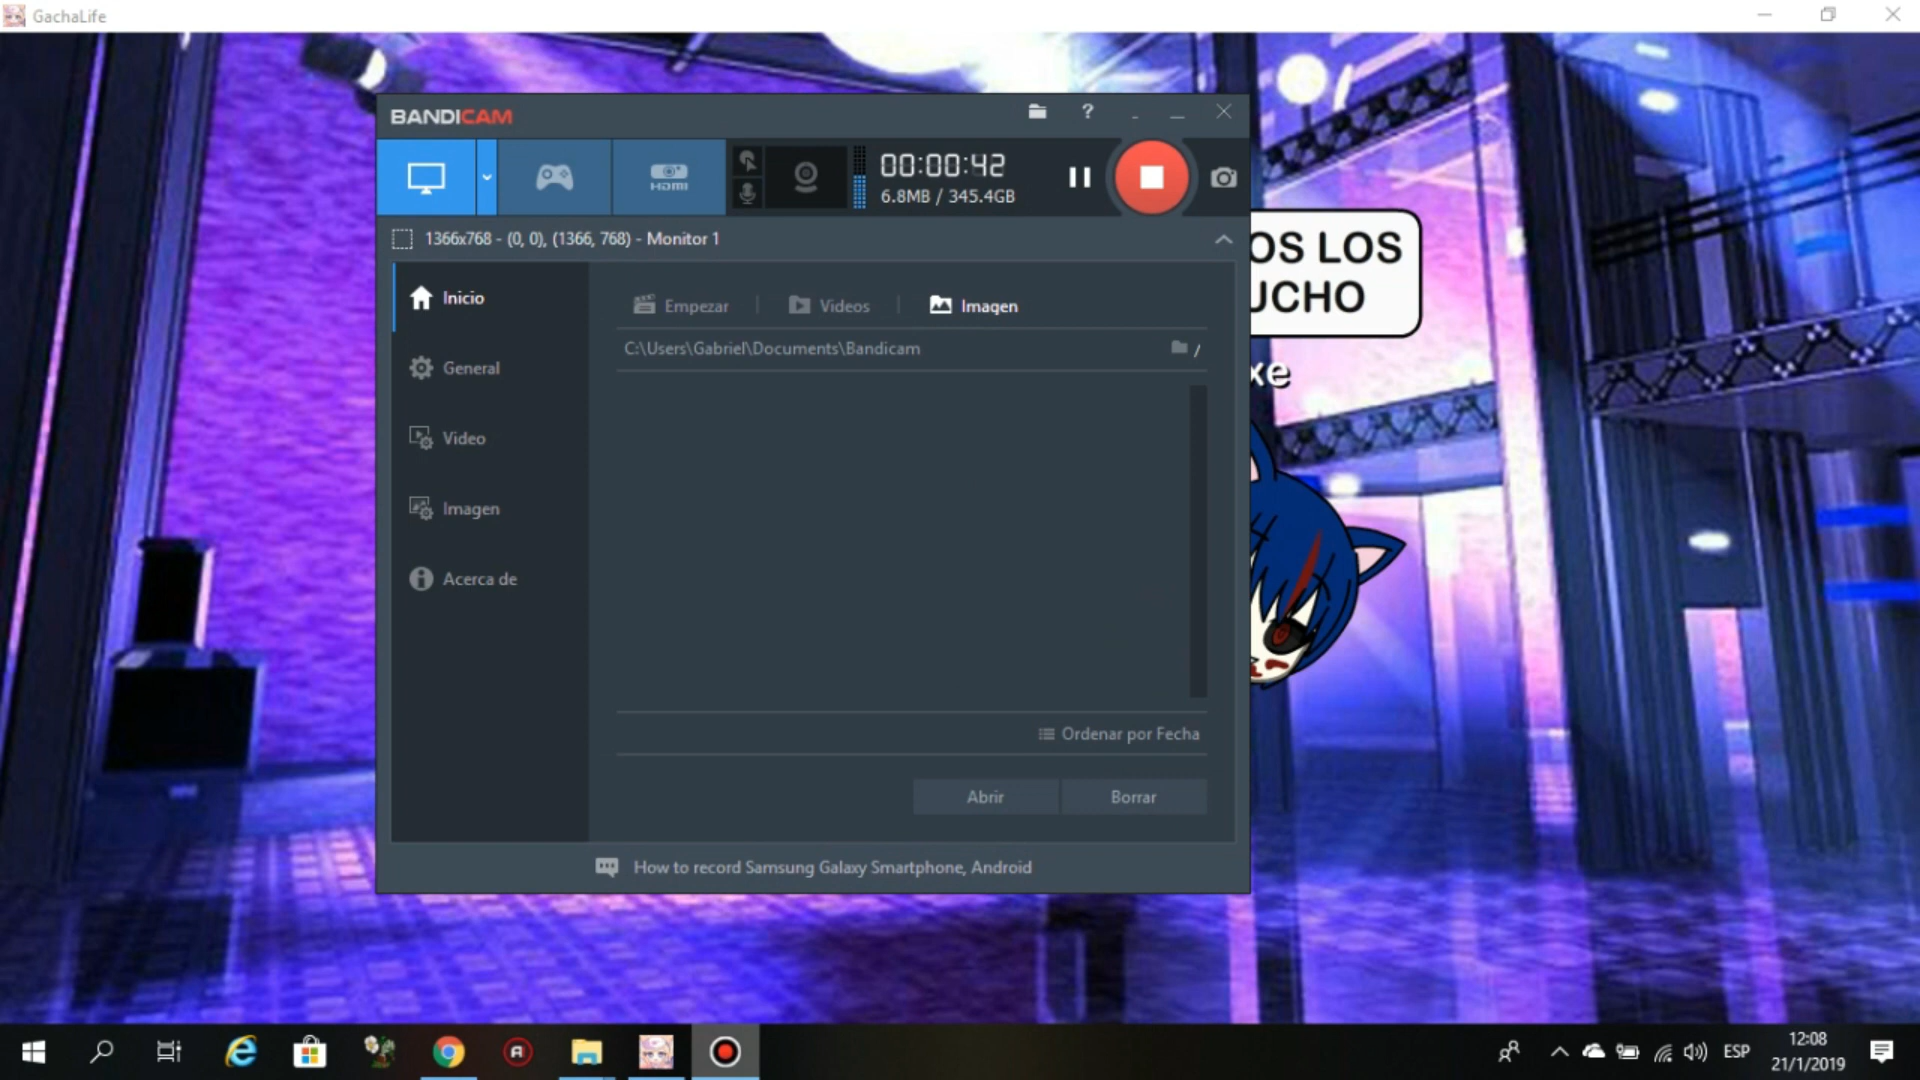 GachaLife
BANDICAM
?
HDMI
00:00:42
6.8MB / 345.4GB
1366x768 - (0, 0), (1366, 768) - Monitor 1
OS LOS
UCHO
xe
Inicio
General
Video
Imagen
Acerca de
Empezar
Videos
Imagen
C:\Users\Gabriel\Documents\Bandicam
/
Ordenar por Fecha
Abrir
Borrar
How to record Samsung Galaxy Smartphone, Android
ESP
12:08
21/1/2019